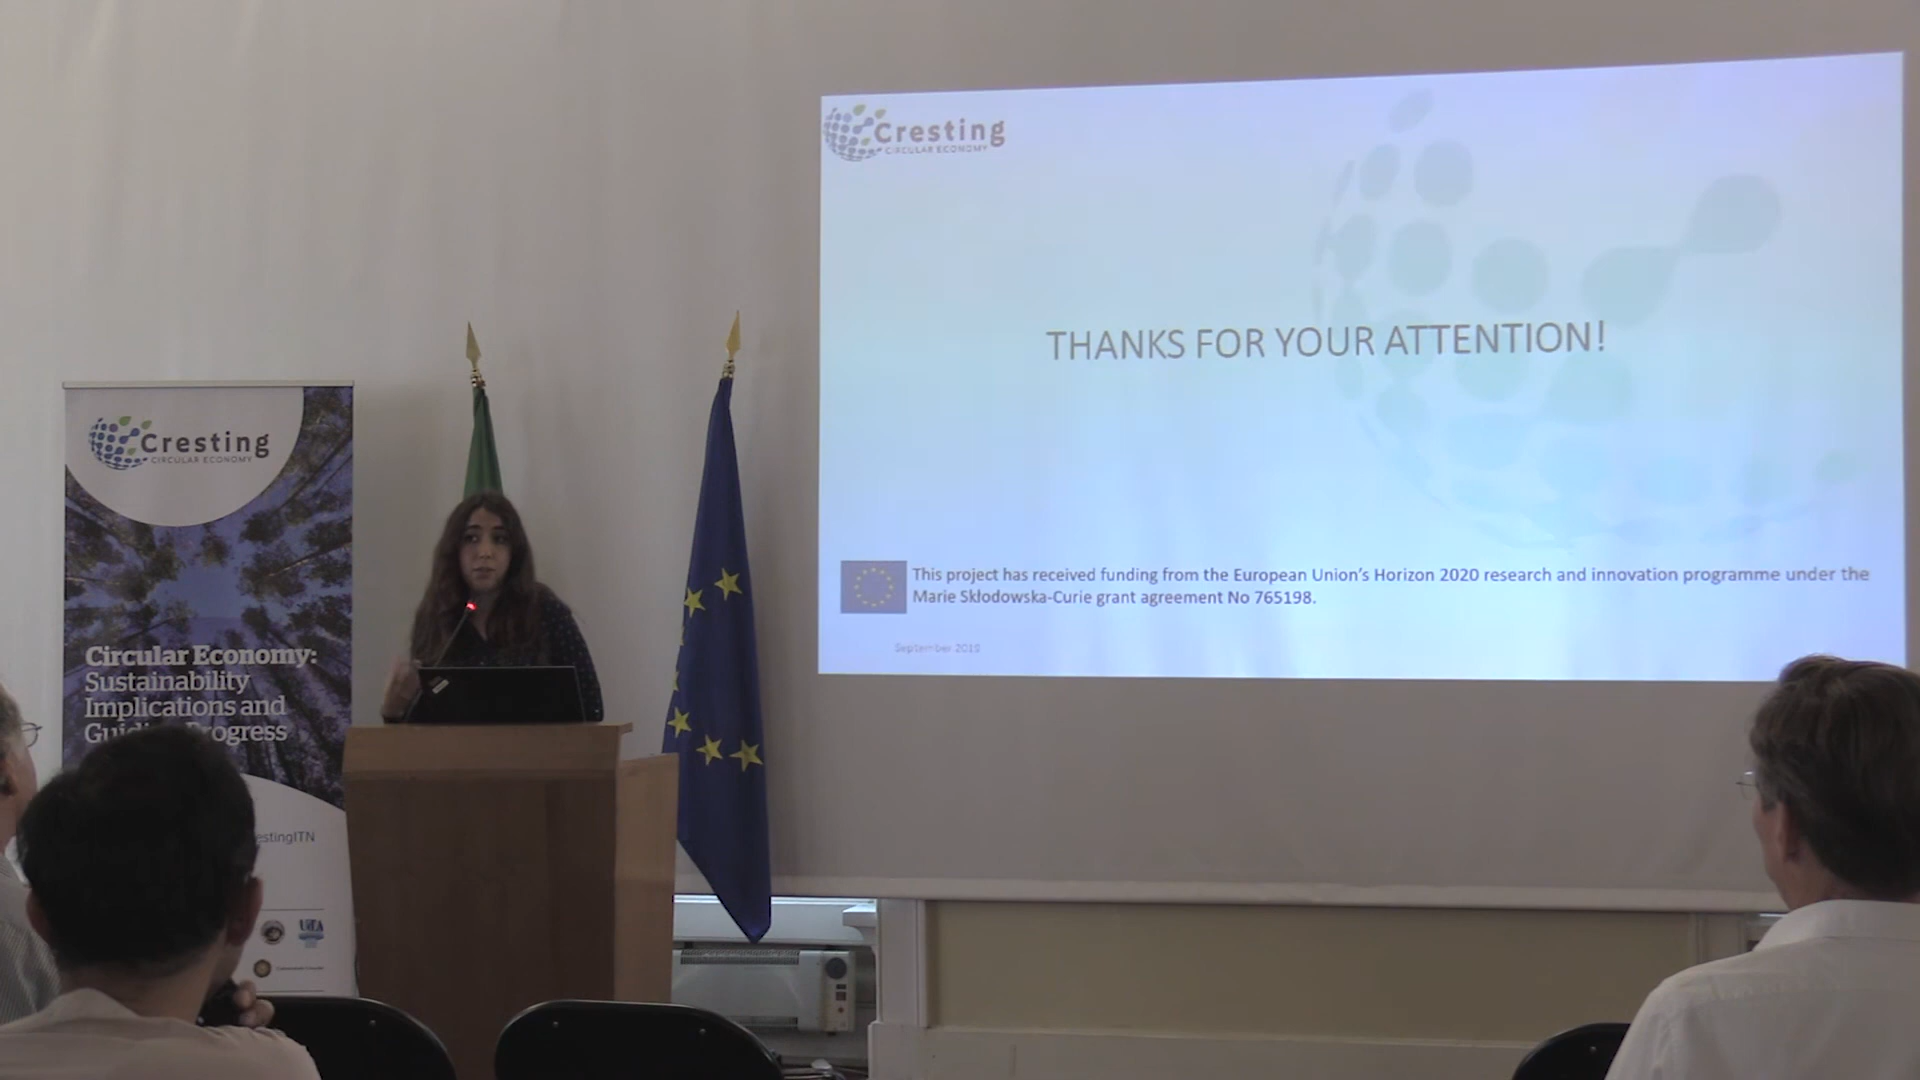 Cresting
CIRCULAR ECONOMY
THANKS FOR YOUR ATTENTION!
This project has received funding from the European Union's Horizon 2020 research and innovation programme under the
Marie Skłodowska-Curie grant agreement No 765198.
Cresting
CIRCULAR ECONOMY
Circular Economy:
Sustainability
Implications and
estingITN